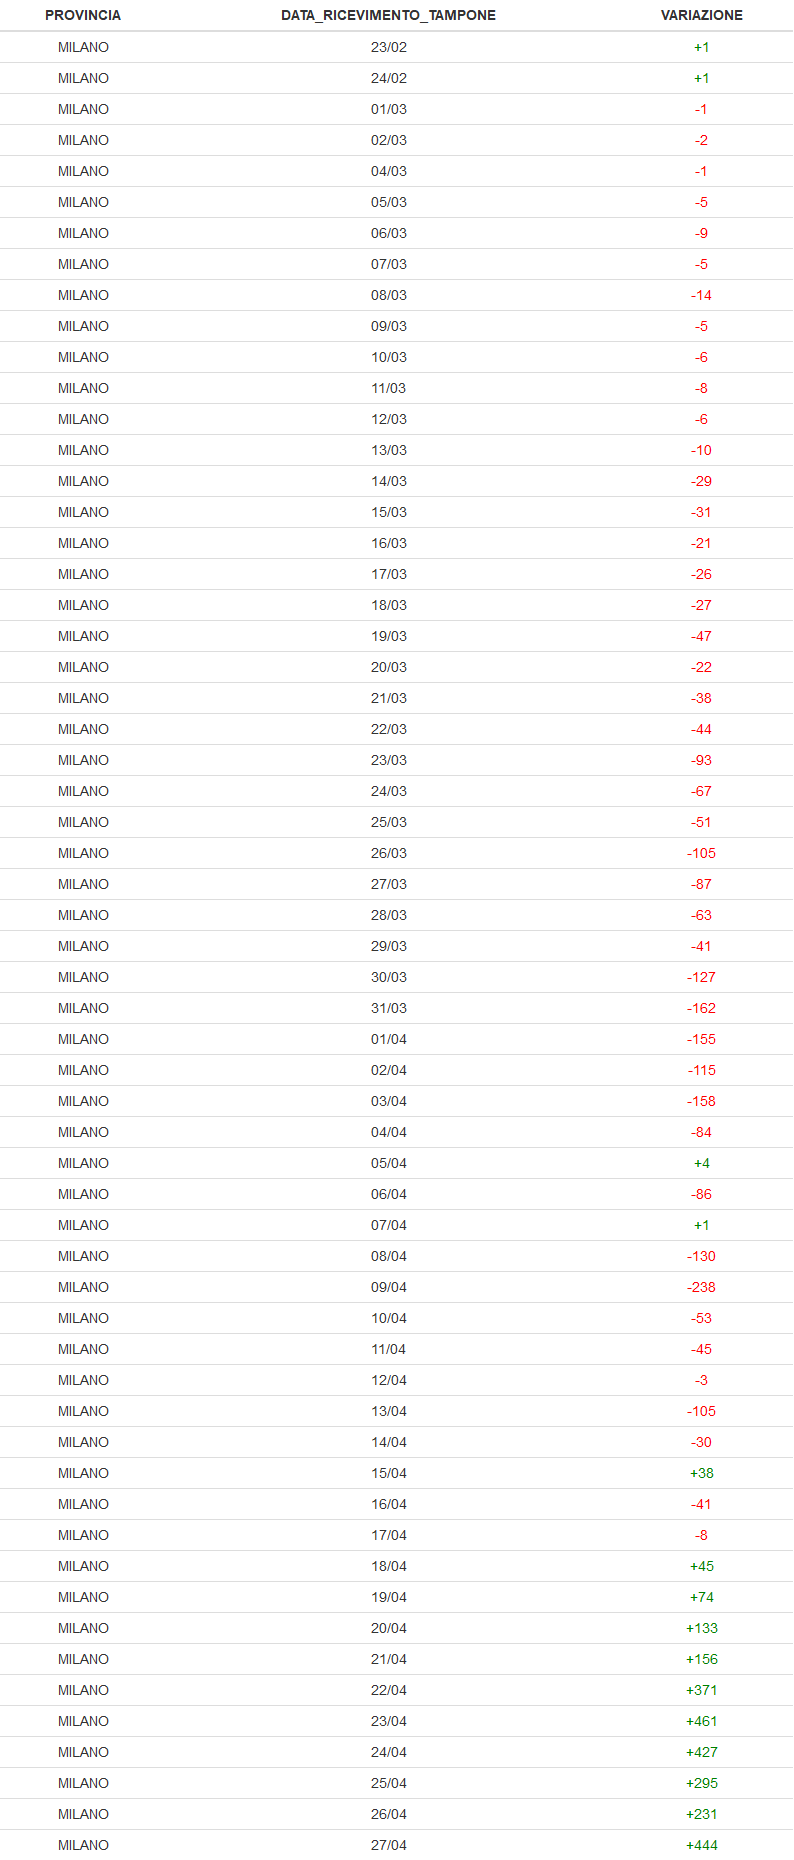 PROVINCIA DATA_RICEVIMENTO_TAMPONE VARIAZIONE
MILANO 23/02 +1
MILANO 24/02 +1
MILANO 01/03 -1
MILANO 02/03 -2
MILANO 04/03 -1
MILANO 05/03 -5
MILANO 06/03 -9
MILANO 07/03 -5
MILANO 08/03 -14
MILANO 09/03 -5
MILANO 10/03 -6
MILANO 11/03 -8
MILANO 12/03 -6
MILANO 13/03 -10
MILANO 14/03 -29
MILANO 15/03 -31
MILANO 16/03 -21
MILANO 17/03 -26
MILANO 18/03 -27
MILANO 19/03 -47
MILANO 20/03 -22
MILANO 21/03 -38
MILANO 22/03 -44
MILANO 23/03 -93
MILANO 24/03 -67
MILANO 25/03 -51
MILANO 26/03 -105
MILANO 27/03 -87
MILANO 28/03 -63
MILANO 29/03 -41
MILANO 30/03 -127
MILANO 31/03 -162
MILANO 01/04 -155
MILANO 02/04 -115
MILANO 03/04 -158
MILANO 04/04 -84
MILANO 05/04 +4
MILANO 06/04 -86
MILANO 07/04 +1
MILANO 08/04 -130
MILANO 09/04 -238
MILANO 10/04 -53
MILANO 11/04 -45
MILANO 12/04 -3
MILANO 13/04 -105
MILANO 14/04 -30
MILANO 15/04 +38
MILANO 16/04 -41
MILANO 17/04 -8
MILANO 18/04 +45
MILANO 19/04 +74
MILANO 20/04 +133
MILANO 21/04 +156
MILANO 22/04 +371
MILANO 23/04 +461
MILANO 24/04 +427
MILANO 25/04 +295
MILANO 26/04 +231
MILANO 27/04 +444